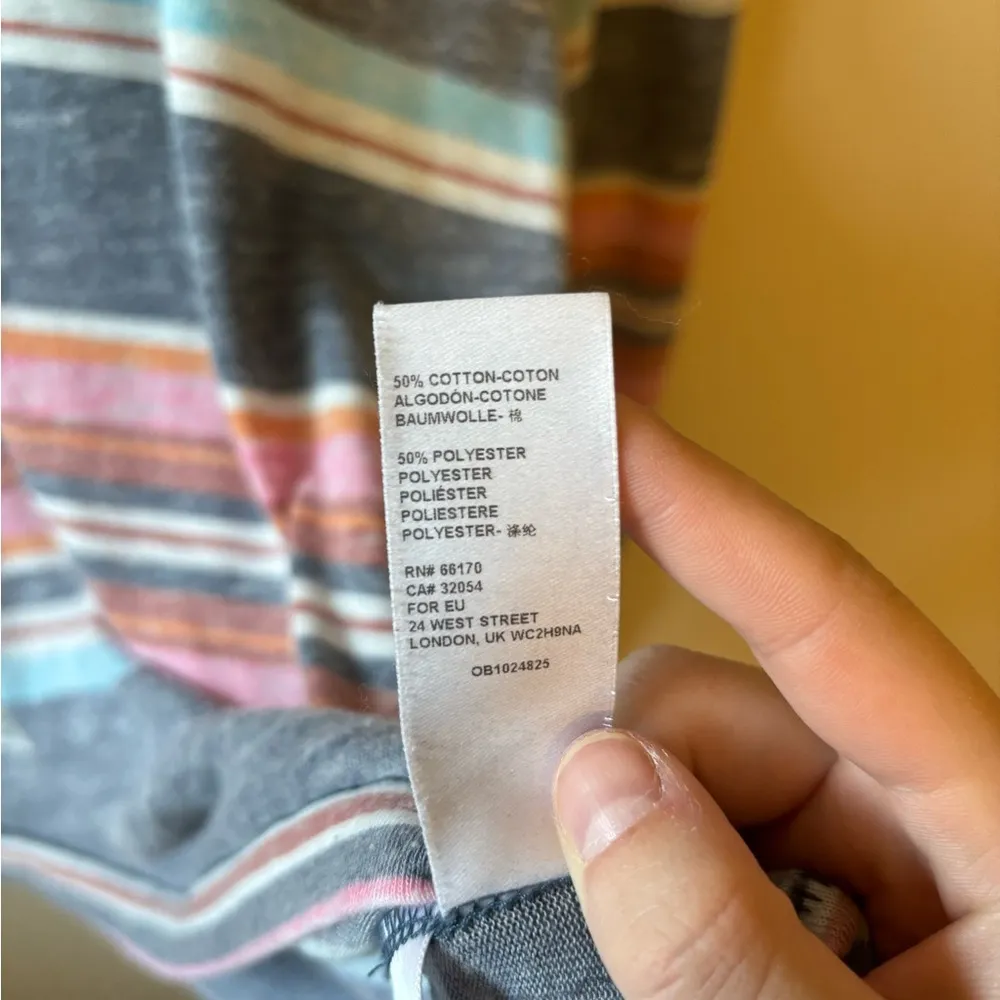 50% COTTON-COTON
ALGODÓN-COTONE
BAUMWOLLE- 棉
50% POLYESTER
POLYESTER
POLIÉSTER
POLIESTERE
POLYESTER- 涤纶
RN# 66170
CA# 32054
FOR EU
24 WEST STREET
LONDON, UK WC2H9NA
OB1024825